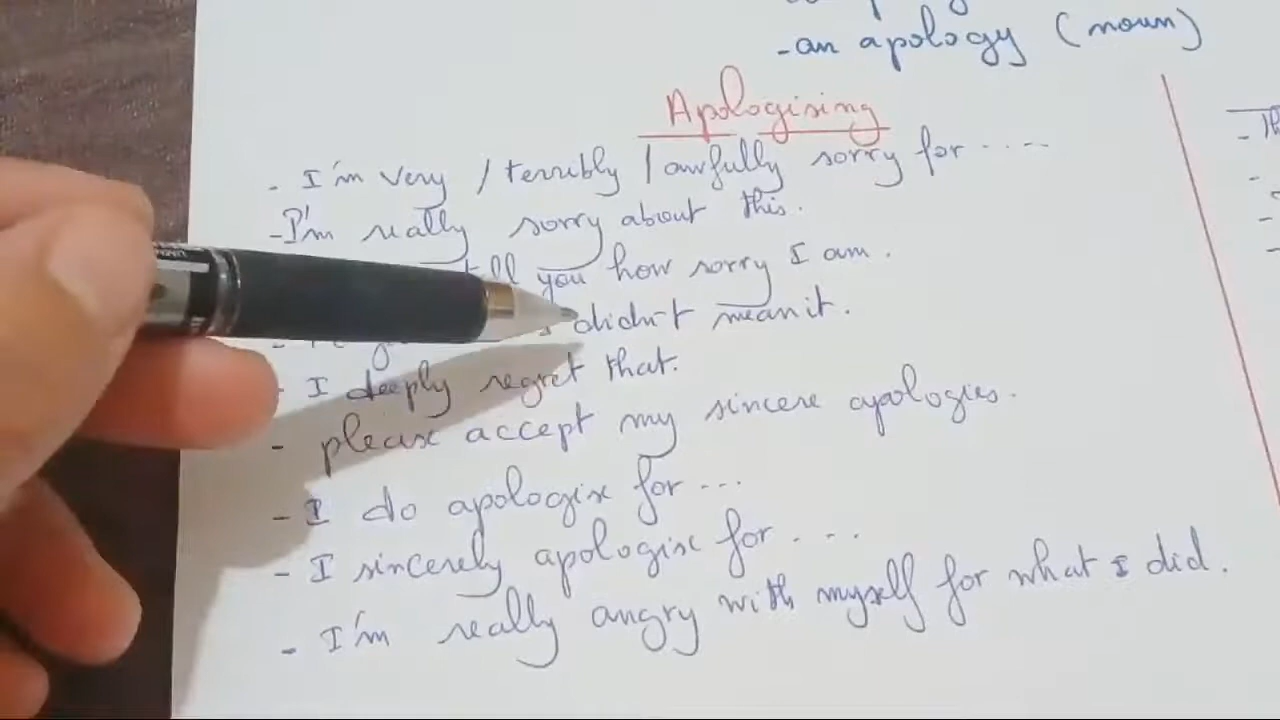 -an apology (noun)
Apologising
- I'm very / terribly / awfully sorry for ....
-I'm really sorry about this.
tell you how sorry I am.
didn't mean it.
- I deeply regret that.
- please accept my sincere apologies.
- I do apologise for ...
- I sincerely apologise for ....
- I'm really angry with myself for what I did.